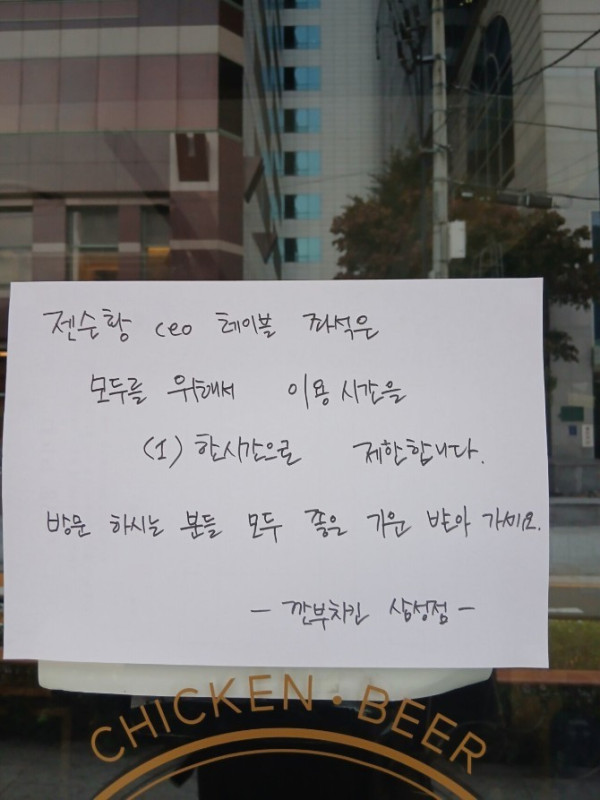 젠슨황 ceo 테이블 좌석은
모두를 위해서 이용 시간을
(1) 한시간으로 제한합니다.
방문 하시는 분들 모두 좋은 기운 받아 가세요.
- 깐부치킨 삼성점 -
CHICKEN · BEER